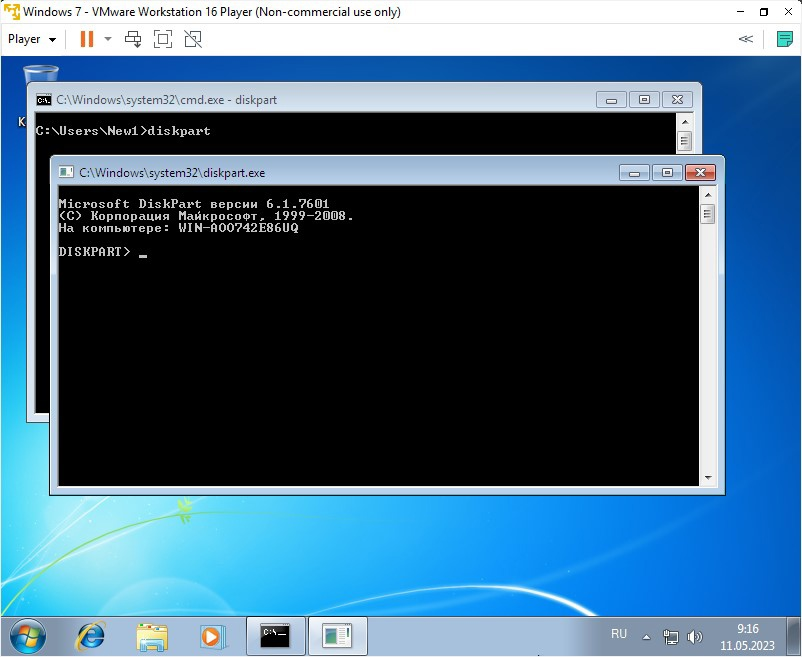 Windows 7 - VMware Workstation 16 Player (Non-commercial use only)
Player
C:\Windows\system32\cmd.exe - diskpart
К
C:\Users\New1>diskpart
C:\Windows\system32\diskpart.exe
Microsoft DiskPart версии 6.1.7601
(C) Корпорация Майкрософт, 1999-2008.
На компьютере: WIN-AOO742E86UQ
DISKPART> _
RU
9:16
11.05.2023